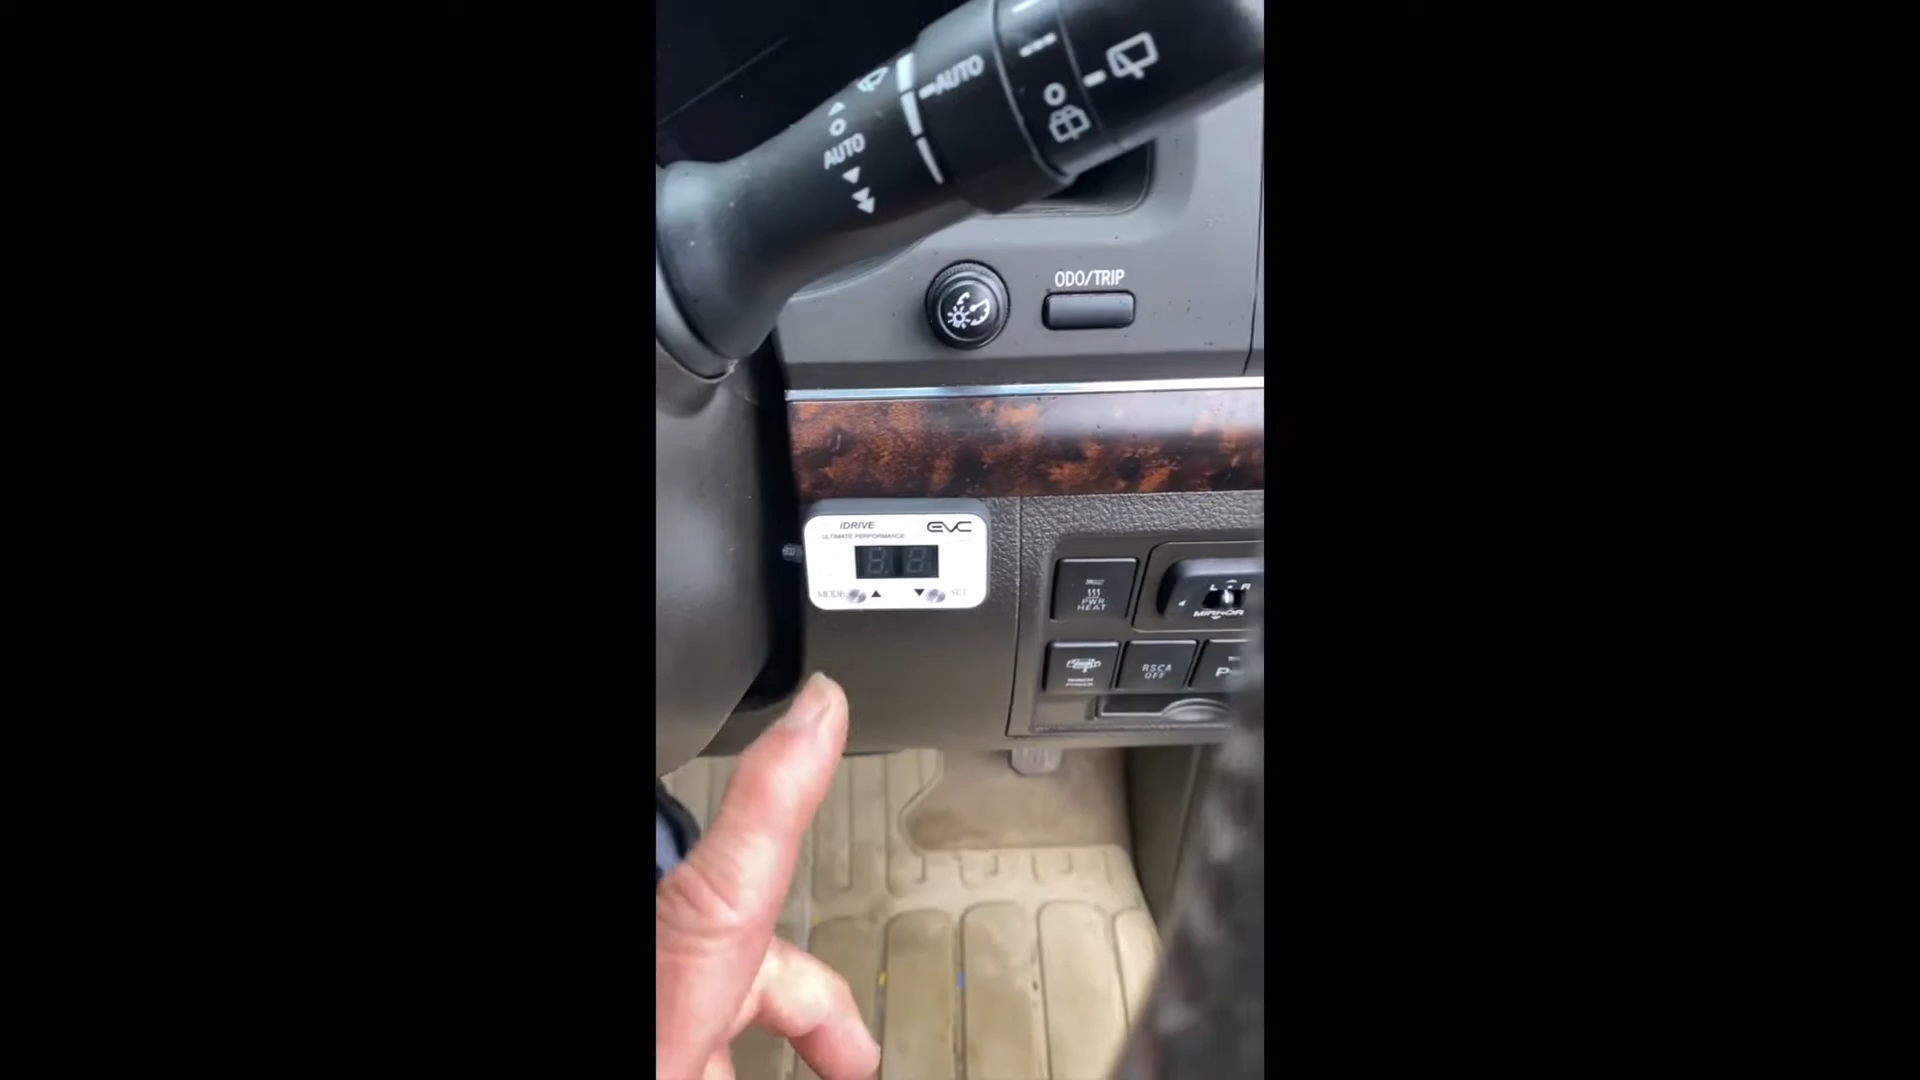 AUTO
AUTO
ODO/TRIP
iDRIVE
EVC
ULTIMATE PERFORMANCE
MODE
SET
PWR
HEAT
L
R
MIRROR
RSCA
OFF
P